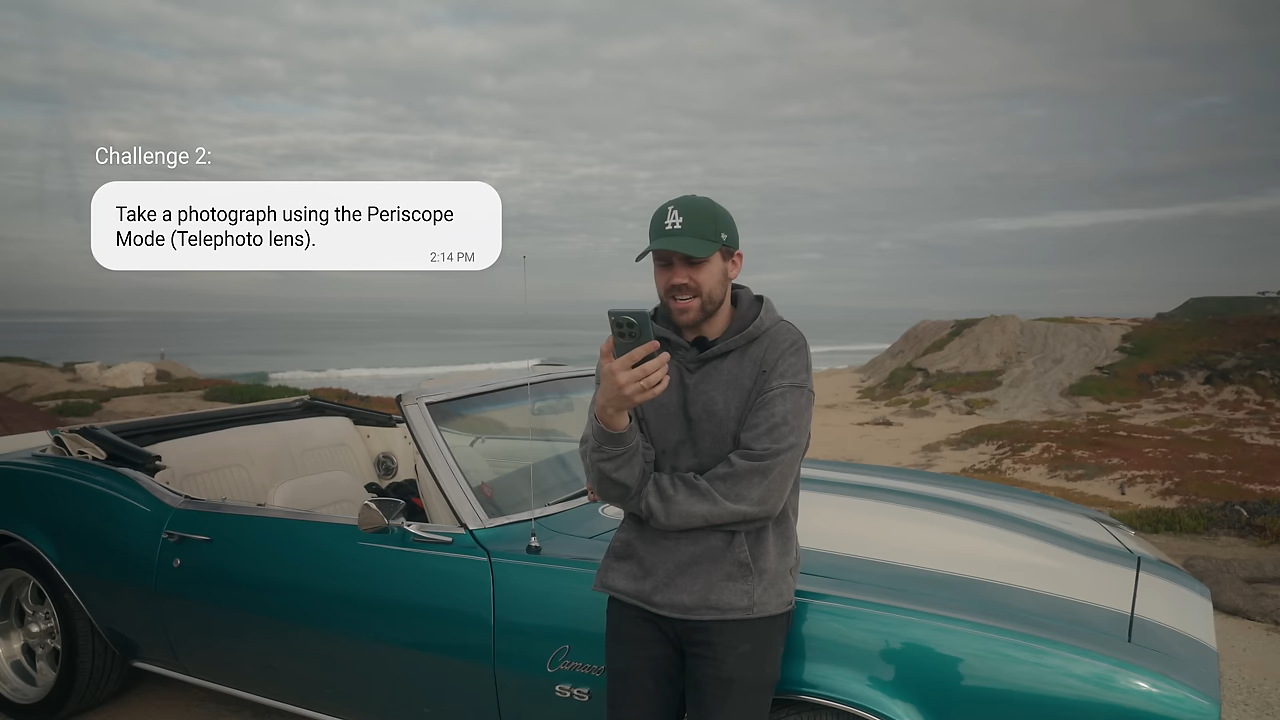 Challenge 2:
Take a photograph using the Periscope
Mode (Telephoto lens).
2:14 PM
LA
Camaro
SS